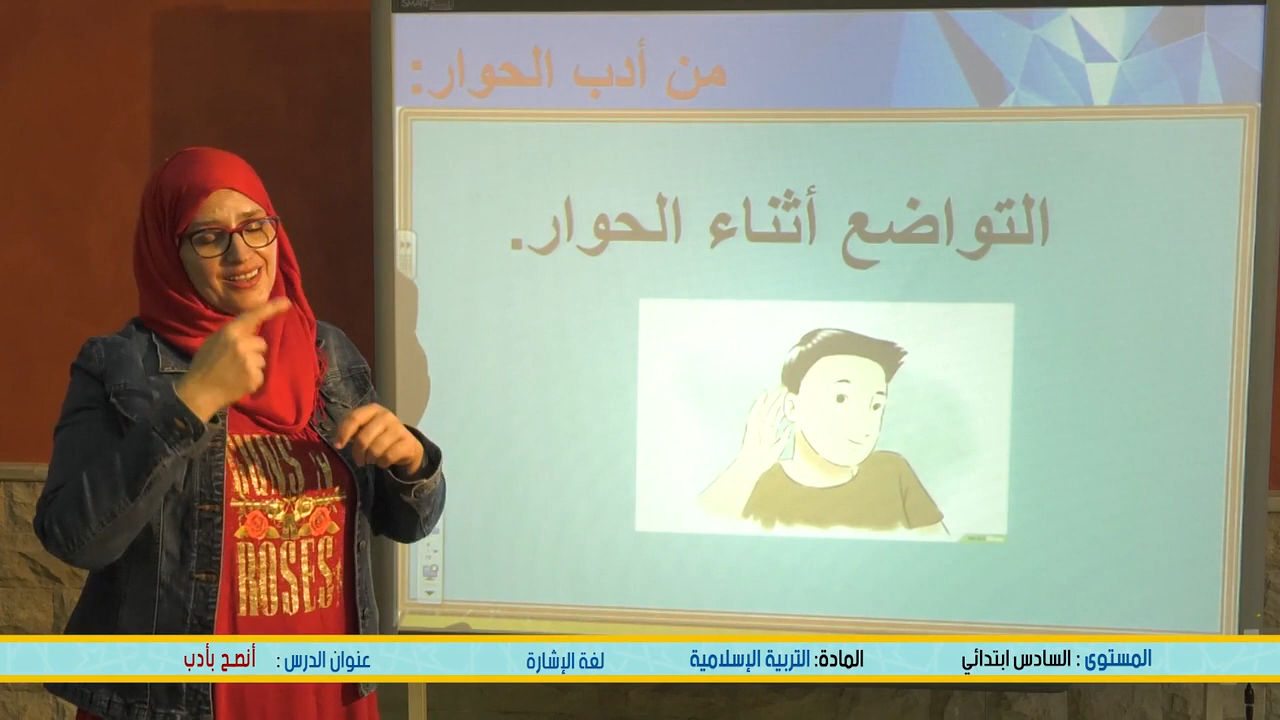 SMART
من أدب الحوار:
التواضع أثناء الحوار.
GUNS N'
ROSES
المستوى : السادس ابتدائي
المادة: التربية الإسلامية
لغة الإشارة
عنوان الدرس : أنصح بأدب